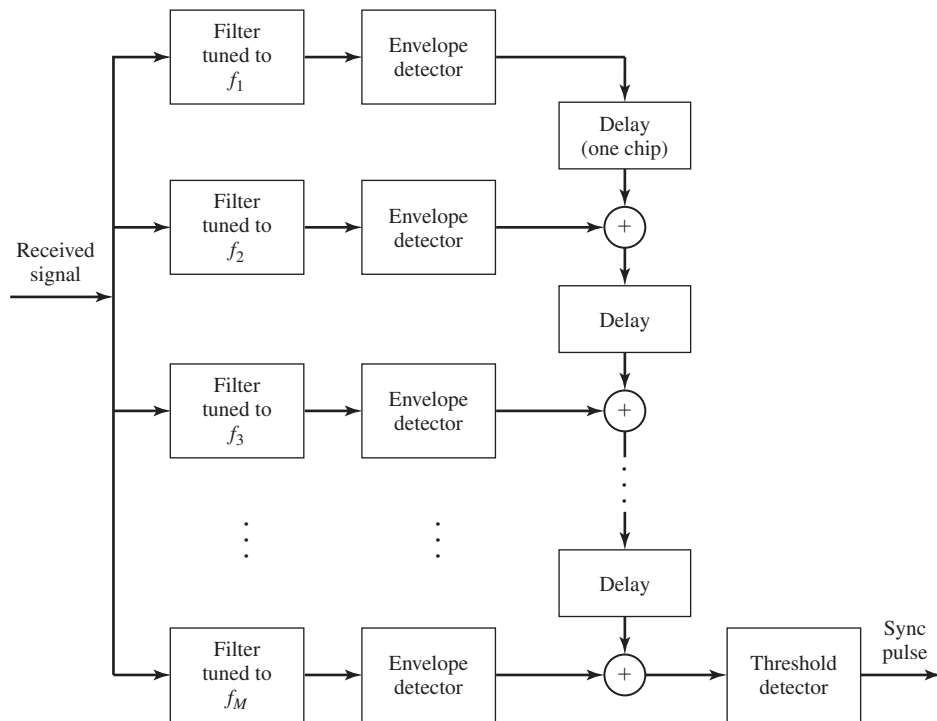 Filter
tuned to
f₁
Envelope
detector
Delay
(one chip)
Filter
tuned to
f₂
Envelope
detector
+
Received
signal
Delay
Filter
tuned to
f₃
Envelope
detector
+
Delay
Filter
tuned to
f_M
Envelope
detector
+
Threshold
detector
Sync
pulse